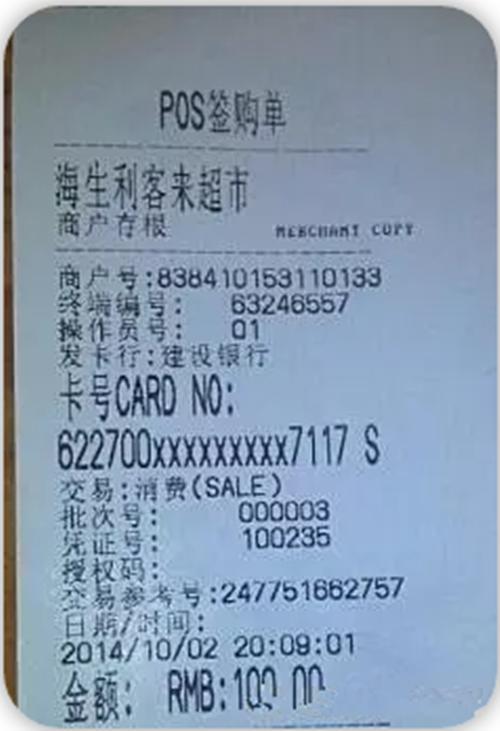 POS签购单
海生利客来超市
商户存根 MERCHANT COPY
商户号:838410153110133
终端编号: 63246557
操作员号: 01
发卡行:建设银行
卡号CARD NO:
622700xxxxxxxxx7117 S
交易:消费(SALE)
批次号: 000003
凭证号: 100235
授权码:
交易参考号:247751662757
日期/时间:
2014/10/02 20:09:01
金额: RMB: